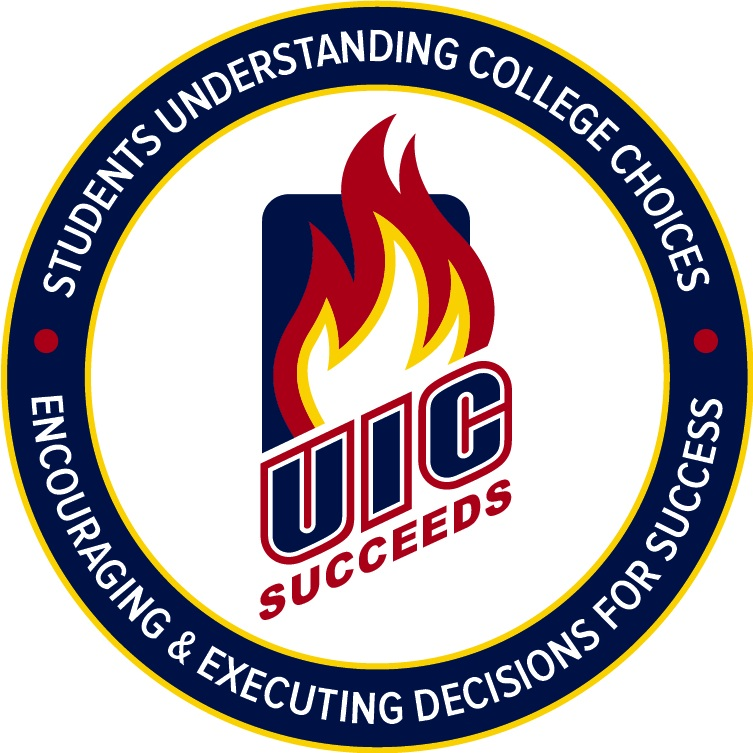 STUDENTS UNDERSTANDING COLLEGE CHOICES
UIC
SUCCEEDS
ENCOURAGING & EXECUTING DECISIONS FOR SUCCESS